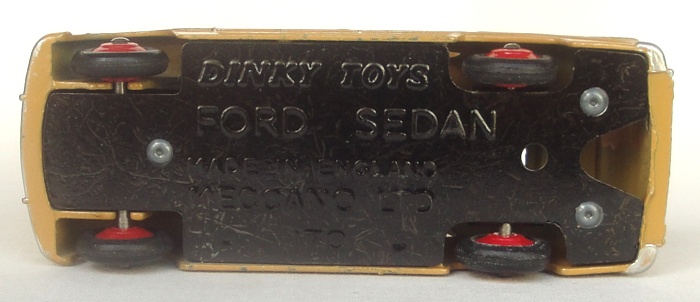 DINKY TOYS
FORD SEDAN
MADE IN ENGLAND
MECCANO LTD